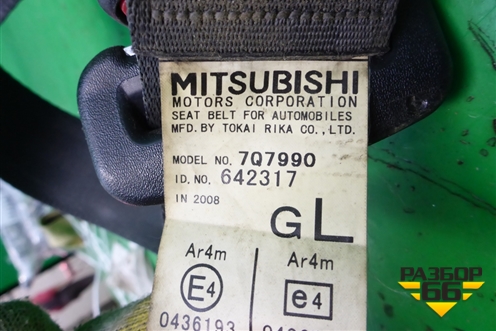 MITSUBISHI
MOTORS CORPORATION
SEAT BELT FOR AUTOMOBILES
MFD. BY TOKAI RIKA CO., LTD.
MODEL NO. 7Q7990
ID. NO. 642317
IN 2008
GL
Ar4m Ar4m
E4 e4
0436193
РАЗБОР
66